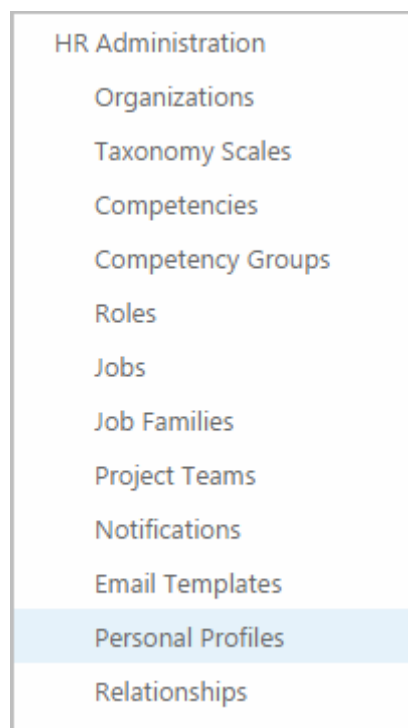 HR Administration
Organizations
Taxonomy Scales
Competencies
Competency Groups
Roles
Jobs
Job Families
Project Teams
Notifications
Email Templates
Personal Profiles
Relationships